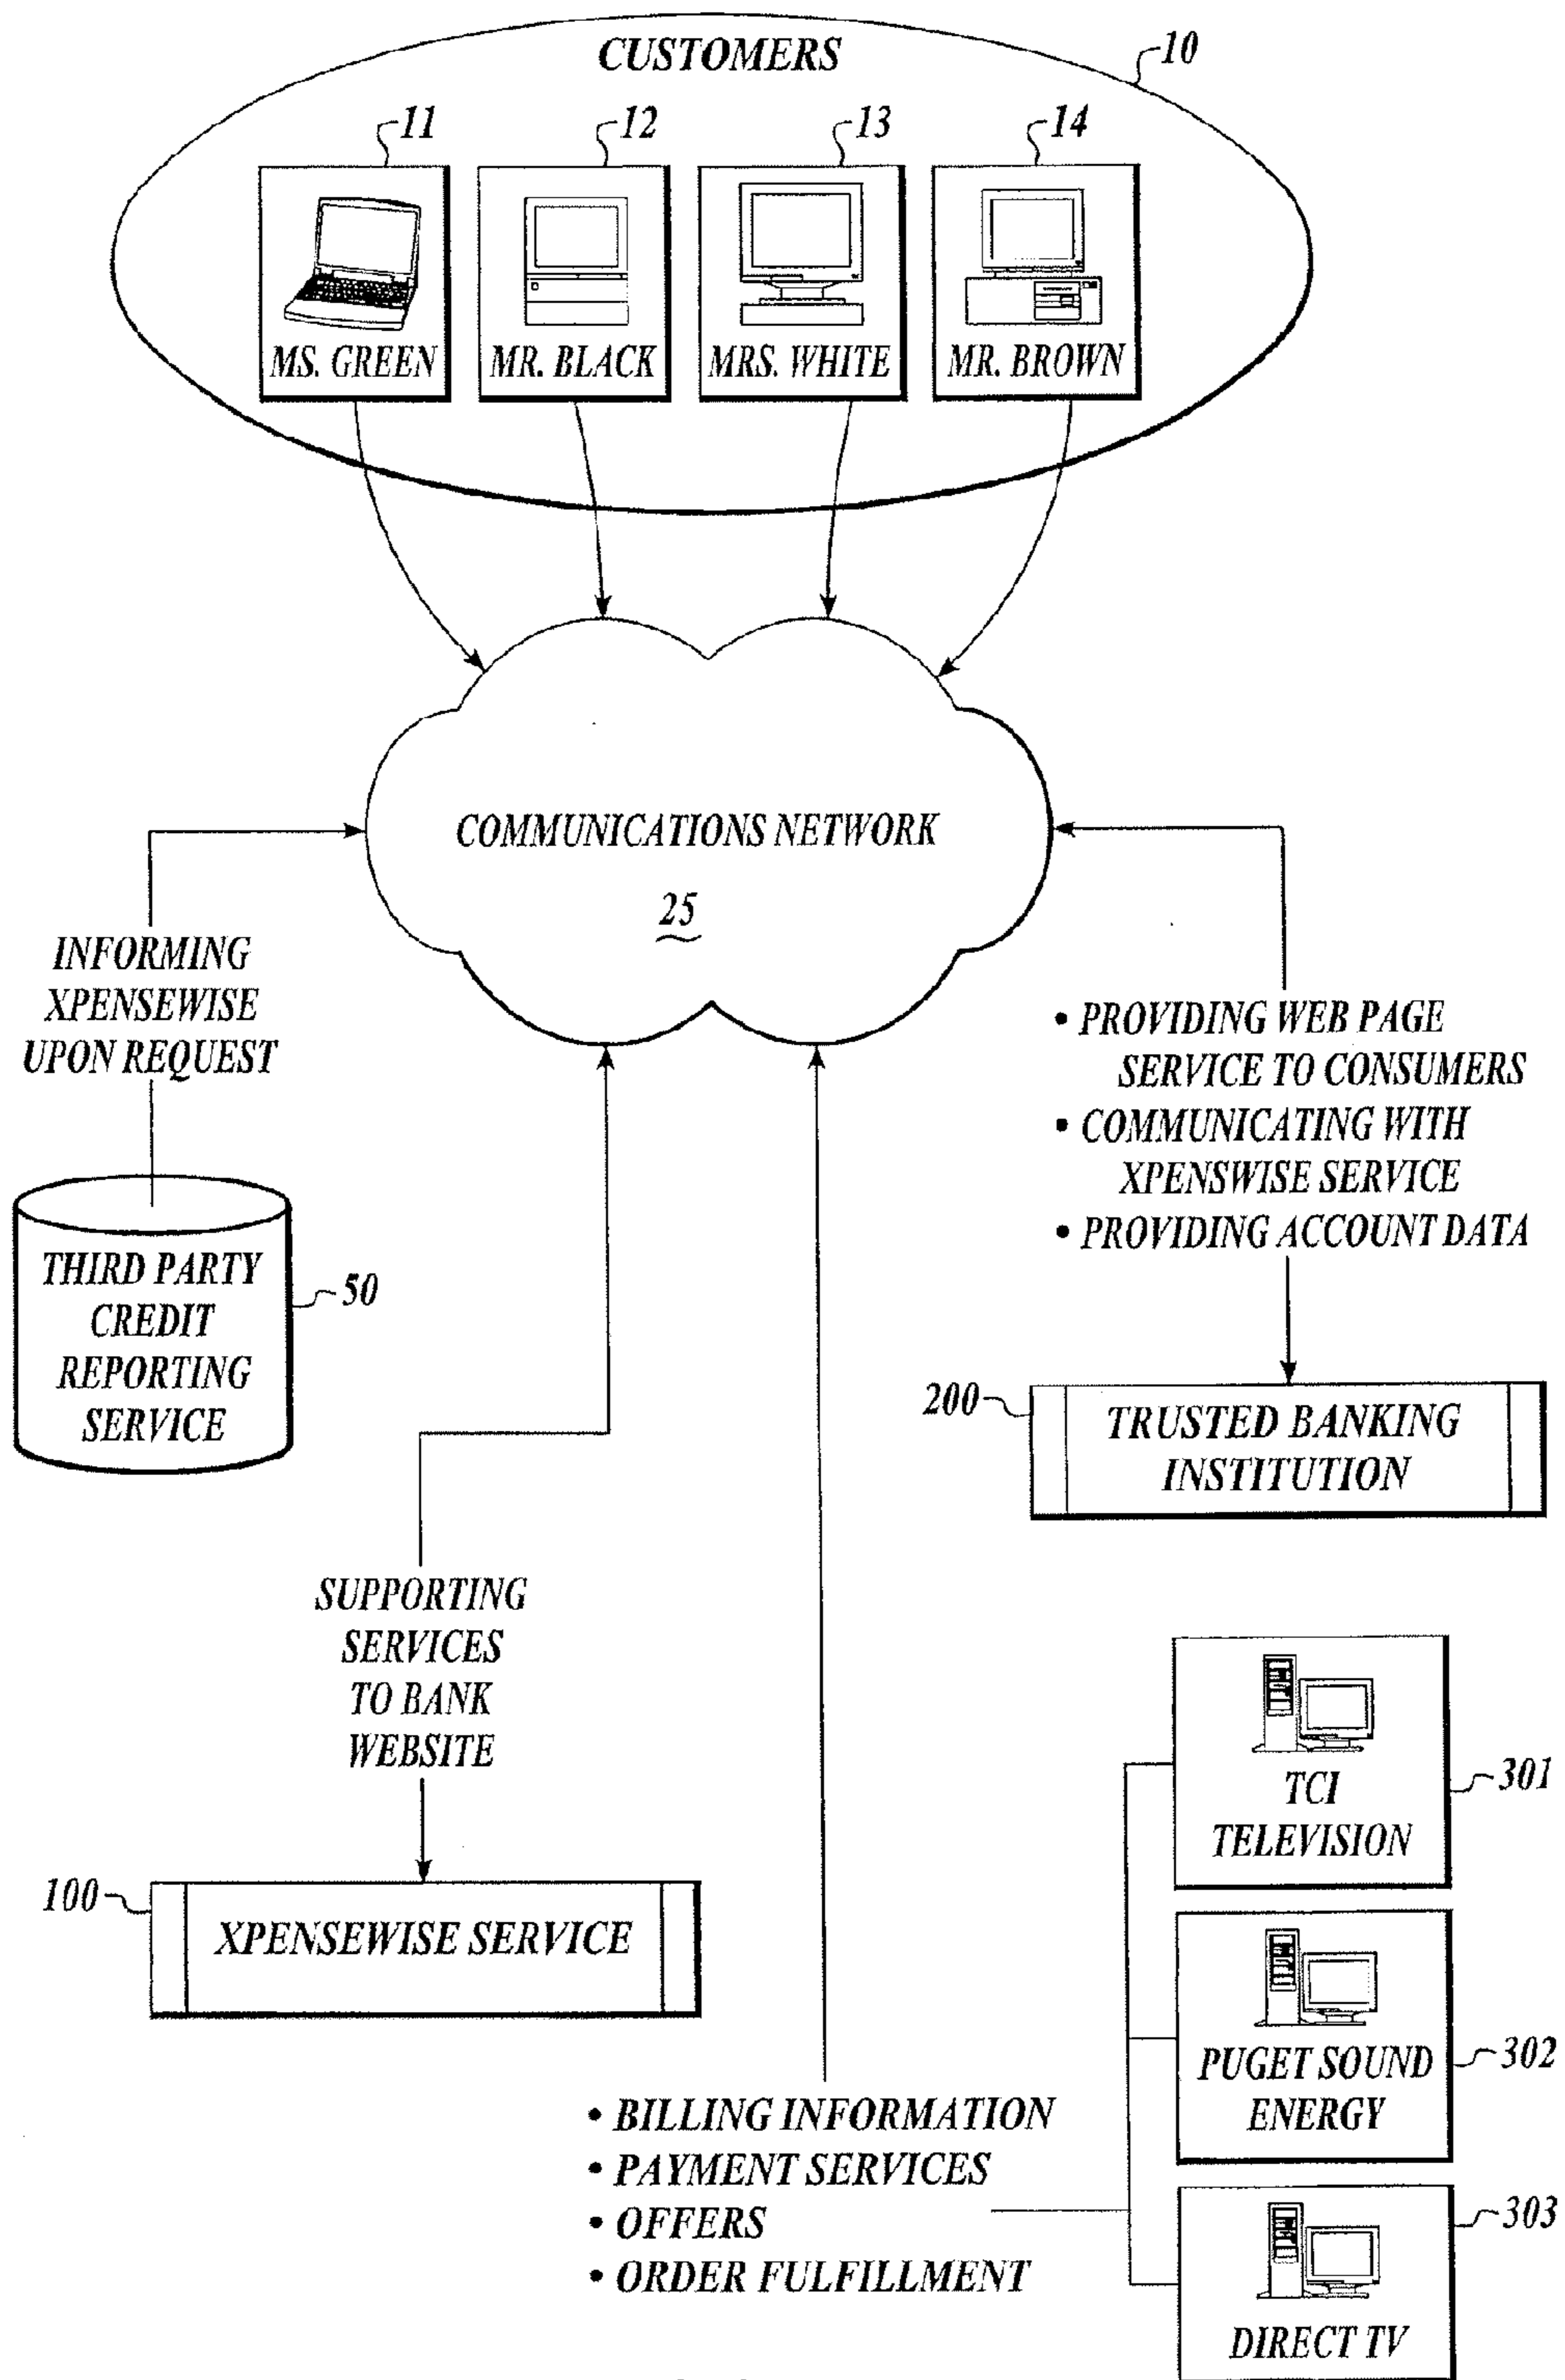 CUSTOMERS
10
11
12
13
14
MS. GREEN
MR. BLACK
MRS. WHITE
MR. BROWN
COMMUNICATIONS NETWORK
25
INFORMING
XPENSEWISE
UPON REQUEST
• PROVIDING WEB PAGE
SERVICE TO CONSUMERS
• COMMUNICATING WITH
XPENSWISE SERVICE
• PROVIDING ACCOUNT DATA
THIRD PARTY
CREDIT
REPORTING
SERVICE
50
200
TRUSTED BANKING
INSTITUTION
SUPPORTING
SERVICES
TO BANK
WEBSITE
100
XPENSEWISE SERVICE
TCI
TELEVISION
301
PUGET SOUND
ENERGY
302
• BILLING INFORMATION
• PAYMENT SERVICES
• OFFERS
• ORDER FULFILLMENT
303
DIRECT TV